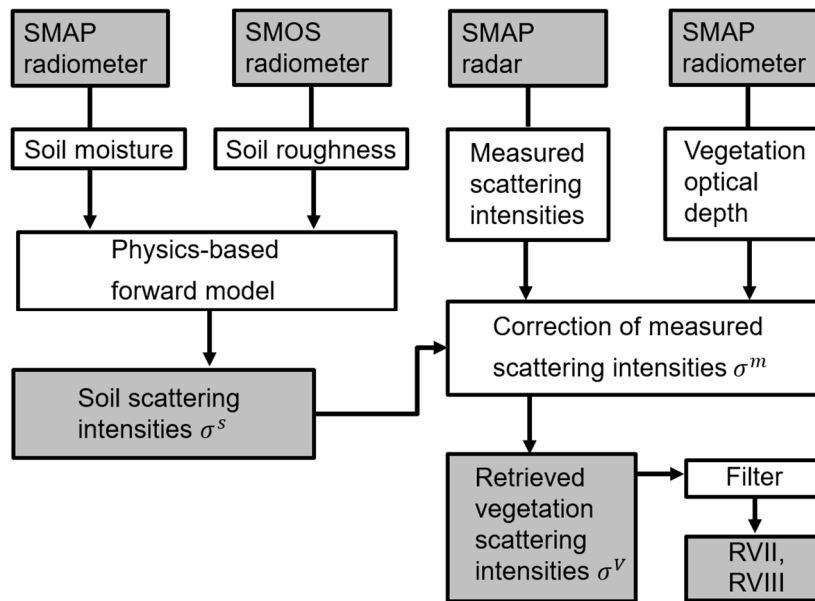 SMAP
radiometer
SMOS
radiometer
SMAP
radar
SMAP
radiometer
Soil moisture
Soil roughness
Measured
scattering
intensities
Vegetation
optical
depth
Physics-based
forward model
Correction of measured
scattering intensities σ^m
Soil scattering
intensities σ^s
Retrieved
vegetation
scattering
intensities σ^V
Filter
RVII,
RVIII